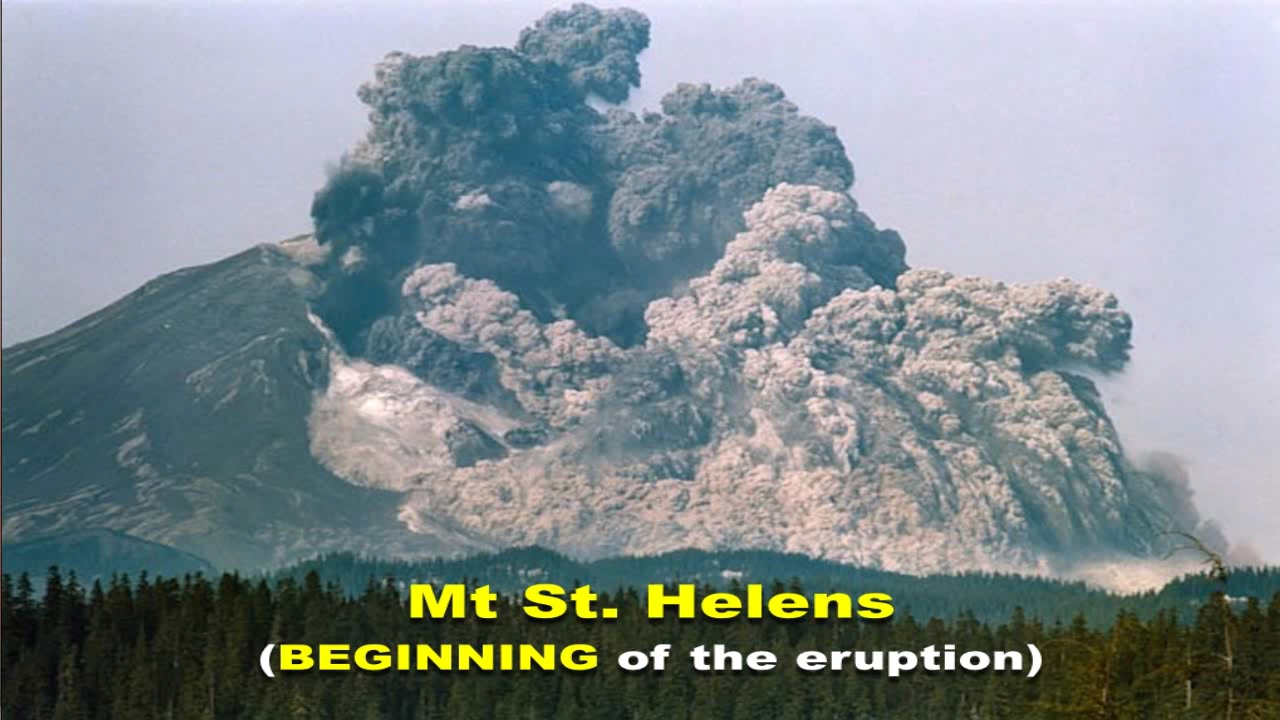 Mt St. Helens
(BEGINNING of the eruption)